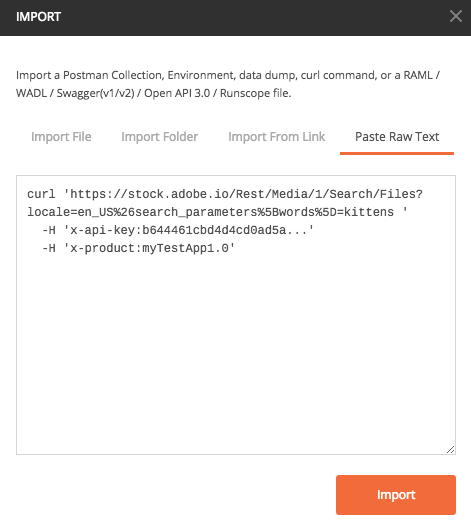 IMPORT
Import a Postman Collection, Environment, data dump, curl command, or a RAML /
WADL / Swagger(v1/v2) / Open API 3.0 / Runscope file.
Import File Import Folder Import From Link Paste Raw Text
curl 'https://stock.adobe.io/Rest/Media/1/Search/Files?
locale=en_US%26search_parameters%5Bwords%5D=kittens '
-H 'x-api-key:b644461cbd4d4cd0ad5a...'
-H 'x-product:myTestApp1.0'
Import